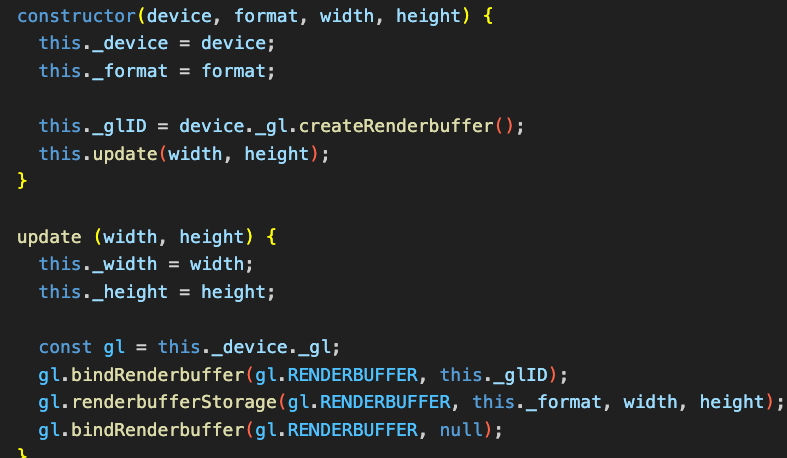 constructor(device, format, width, height) {
  this._device = device;
  this._format = format;

  this._glID = device._gl.createRenderbuffer();
  this.update(width, height);
}

update (width, height) {
  this._width = width;
  this._height = height;

  const gl = this._device._gl;
  gl.bindRenderbuffer(gl.RENDERBUFFER, this._glID);
  gl.renderbufferStorage(gl.RENDERBUFFER, this._format, width, height);
  gl.bindRenderbuffer(gl.RENDERBUFFER, null);
}